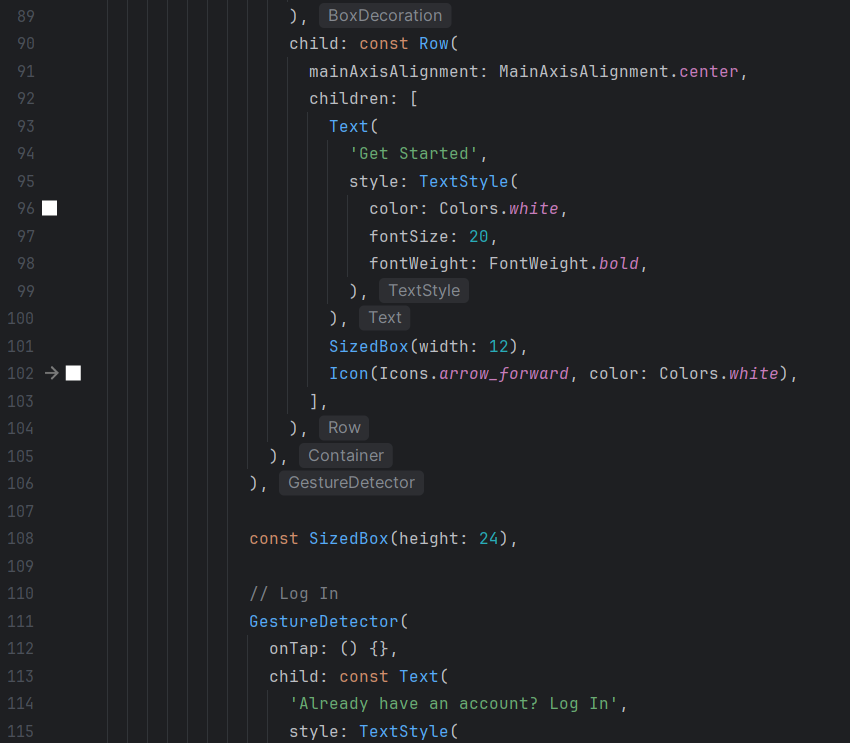 89 ), BoxDecoration
90 child: const Row(
91 mainAxisAlignment: MainAxisAlignment.center,
92 children: [
93 Text(
94 'Get Started',
95 style: TextStyle(
96 color: Colors.white,
97 fontSize: 20,
98 fontWeight: FontWeight.bold,
99 ), TextStyle
100 ), Text
101 SizedBox(width: 12),
102 Icon(Icons.arrow_forward, color: Colors.white),
103 ],
104 ), Row
105 ), Container
106 ), GestureDetector
107
108 const SizedBox(height: 24),
109
110 // Log In
111 GestureDetector(
112 onTap: () {},
113 child: const Text(
114 'Already have an account? Log In',
115 style: TextStyle(